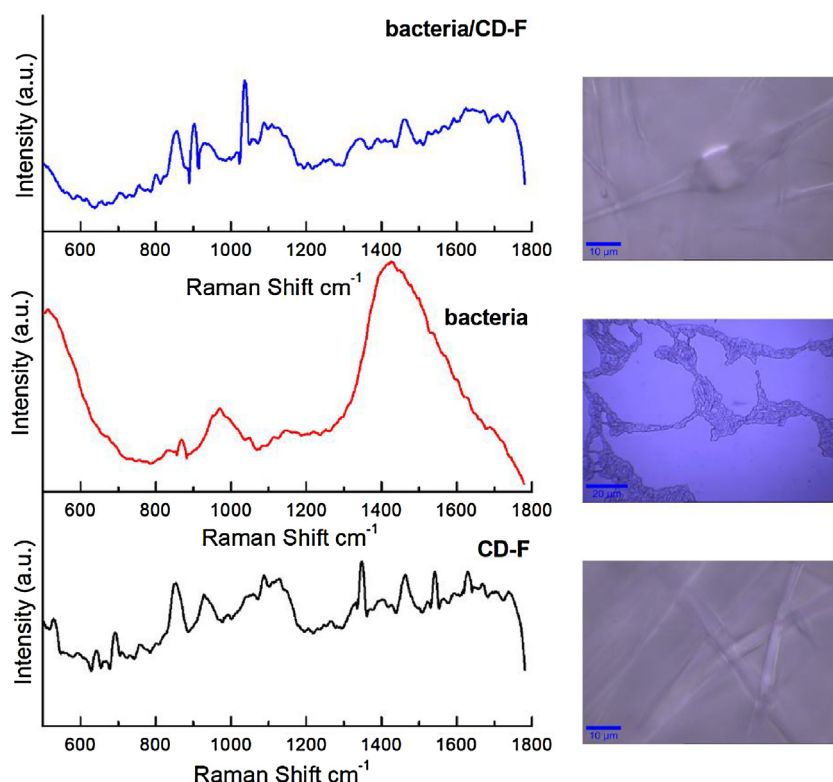 bacteria/CD-F
Intensity (a.u.)
600 800 1000 1200 1400 1600 1800
Raman Shift cm-1
10 µm
bacteria
Intensity (a.u.)
600 800 1000 1200 1400 1600 1800
Raman Shift cm-1
20 µm
CD-F
Intensity (a.u.)
600 800 1000 1200 1400 1600 1800
Raman Shift cm-1
10 µm